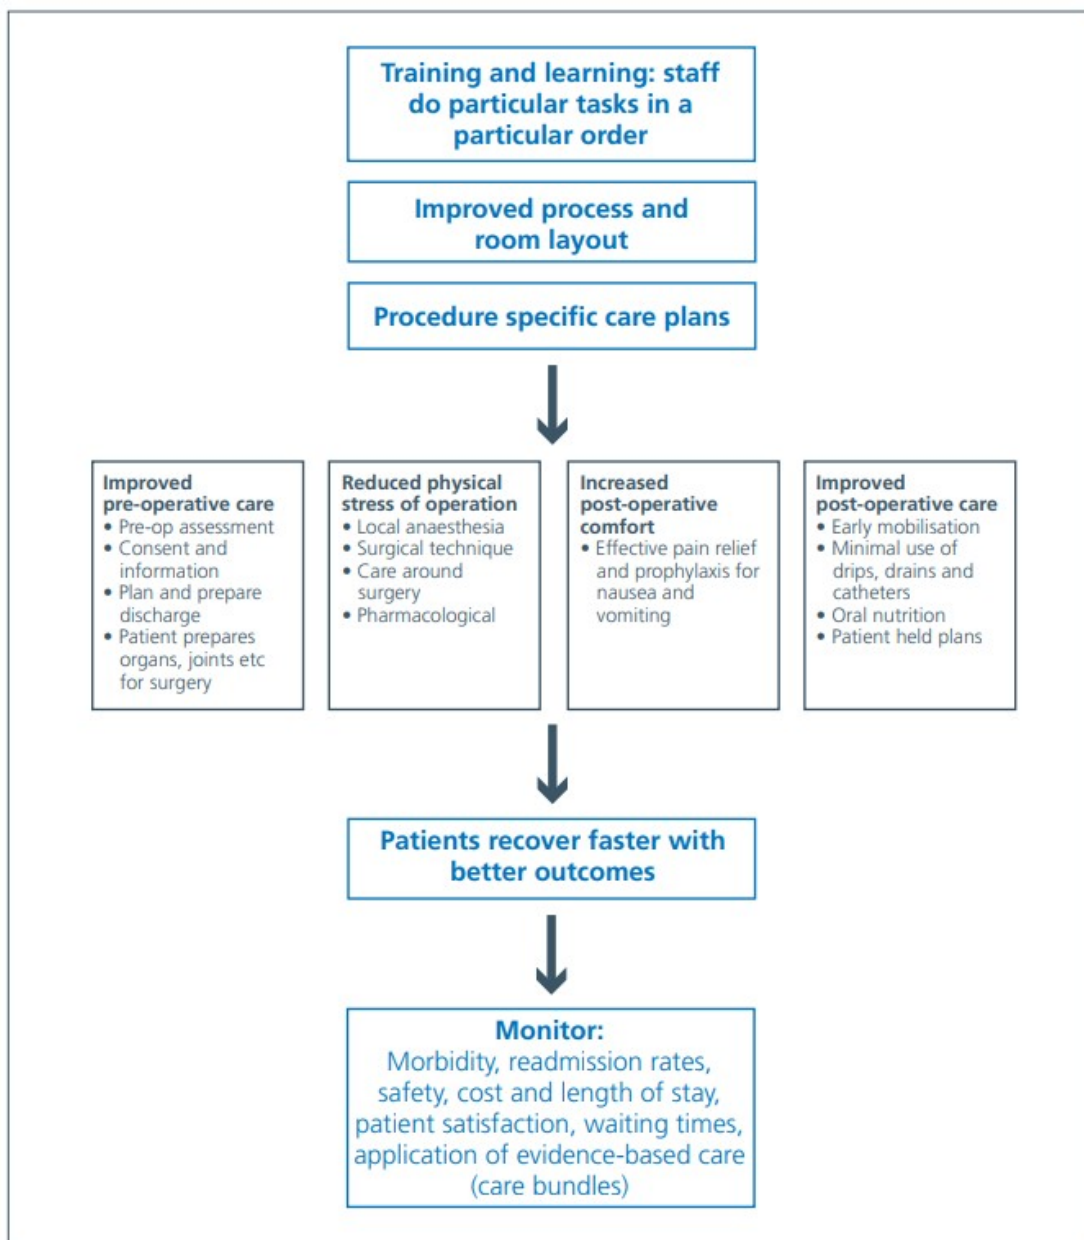 Training and learning: staff
do particular tasks in a
particular order
Improved process and
room layout
Procedure specific care plans
Improved
pre-operative care
• Pre-op assessment
• Consent and
information
• Plan and prepare
discharge
• Patient prepares
organs, joints etc
for surgery
Reduced physical
stress of operation
• Local anaesthesia
• Surgical technique
• Care around
surgery
• Pharmacological
Increased
post-operative
comfort
• Effective pain relief
and prophylaxis for
nausea and
vomiting
Improved
post-operative care
• Early mobilisation
• Minimal use of
drips, drains and
catheters
• Oral nutrition
• Patient held plans
Patients recover faster with
better outcomes
Monitor:
Morbidity, readmission rates,
safety, cost and length of stay,
patient satisfaction, waiting times,
application of evidence-based care
(care bundles)